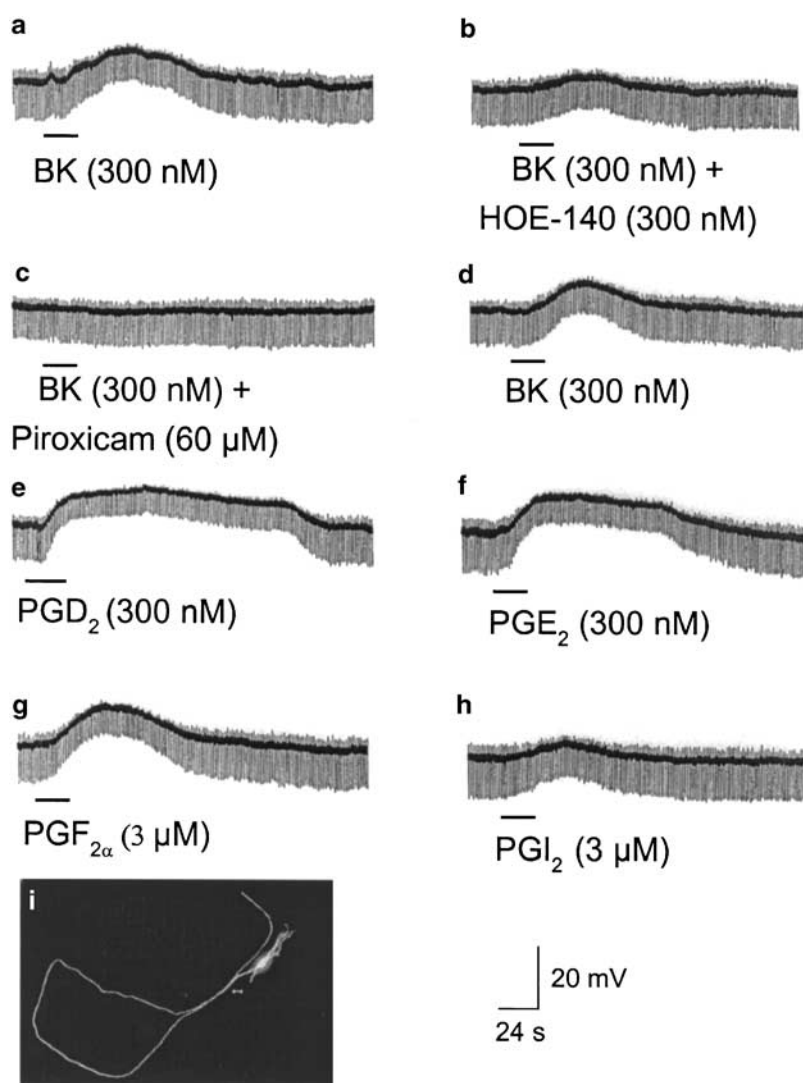 a
BK (300 nM)
b
BK (300 nM) +
HOE-140 (300 nM)
c
BK (300 nM) +
Piroxicam (60 µM)
d
BK (300 nM)
e
PGD₂ (300 nM)
f
PGE₂ (300 nM)
g
PGF₂α (3 µM)
h
PGI₂ (3 µM)
i
20 mV
24 s